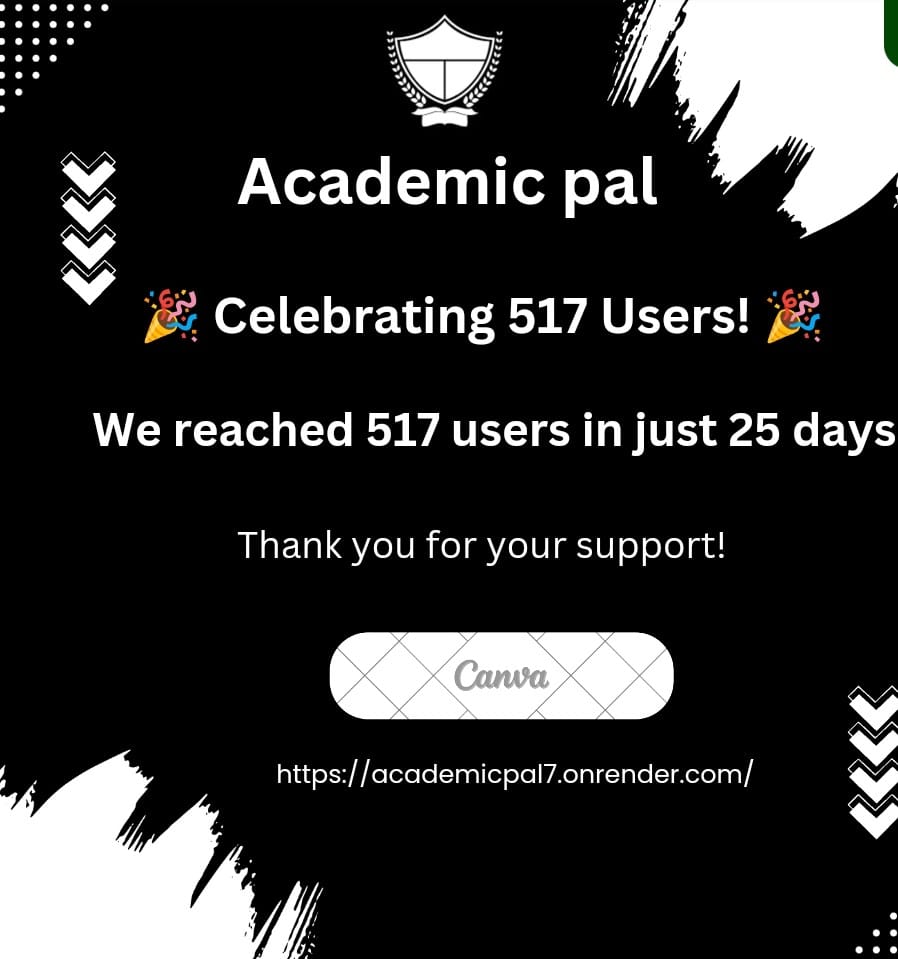 Academic pal
🎉 Celebrating 517 Users! 🎉
We reached 517 users in just 25 days
Thank you for your support!
Canva
https://academicpal7.onrender.com/